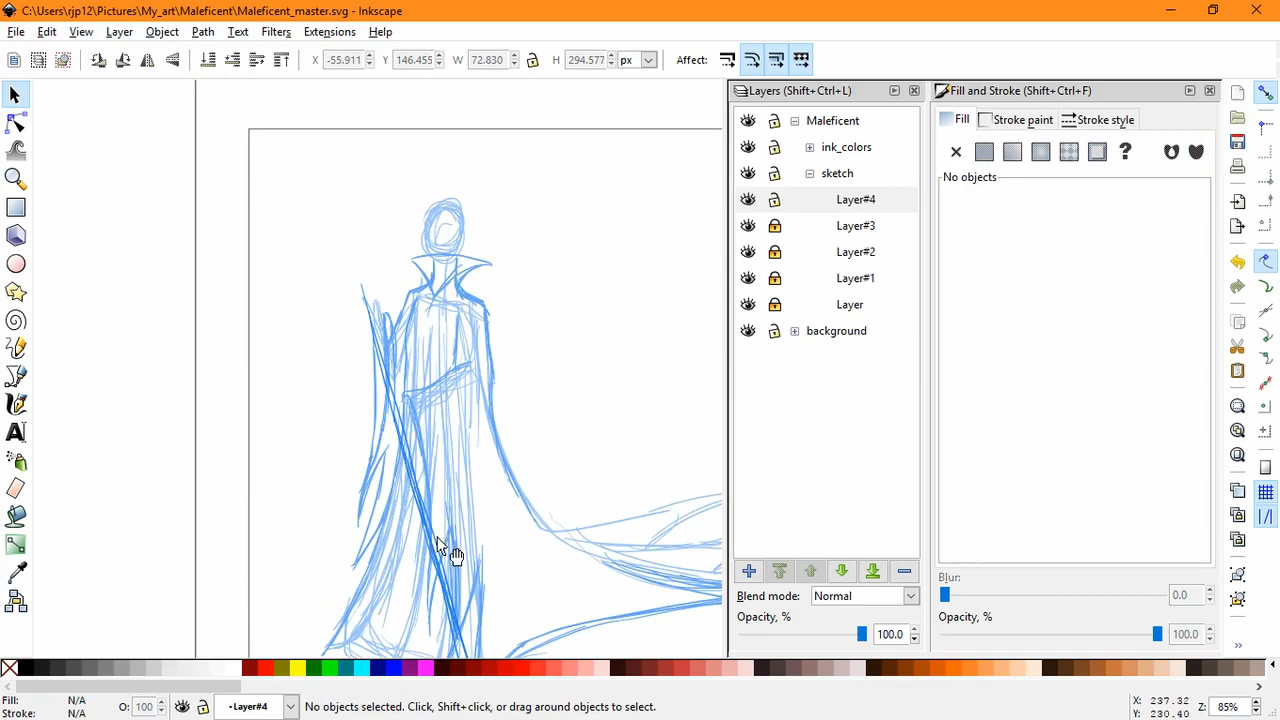 C:\Users\rjp12\Pictures\My_art\Maleficent\Maleficent_master.svg - Inkscape
File Edit View Layer Object Path Text Filters Extensions Help
X -55.911 Y 146.455 W 72.830 H 294.577 px Affect:
Layers (Shift+Ctrl+L)
Maleficent
ink_colors
sketch
Layer#4
Layer#3
Layer#2
Layer#1
Layer
background
Blend mode: Normal
Opacity, % 100.0
Fill and Stroke (Shift+Ctrl+F)
Fill Stroke paint Stroke style
?
No objects
Blur:
0.0
Opacity, %
100.0
Fill: N/A
Stroke: N/A
O: 100
•Layer#4
No objects selected. Click, Shift+click, or drag around objects to select.
X: 237.32
Y: 230.40
Z: 85%